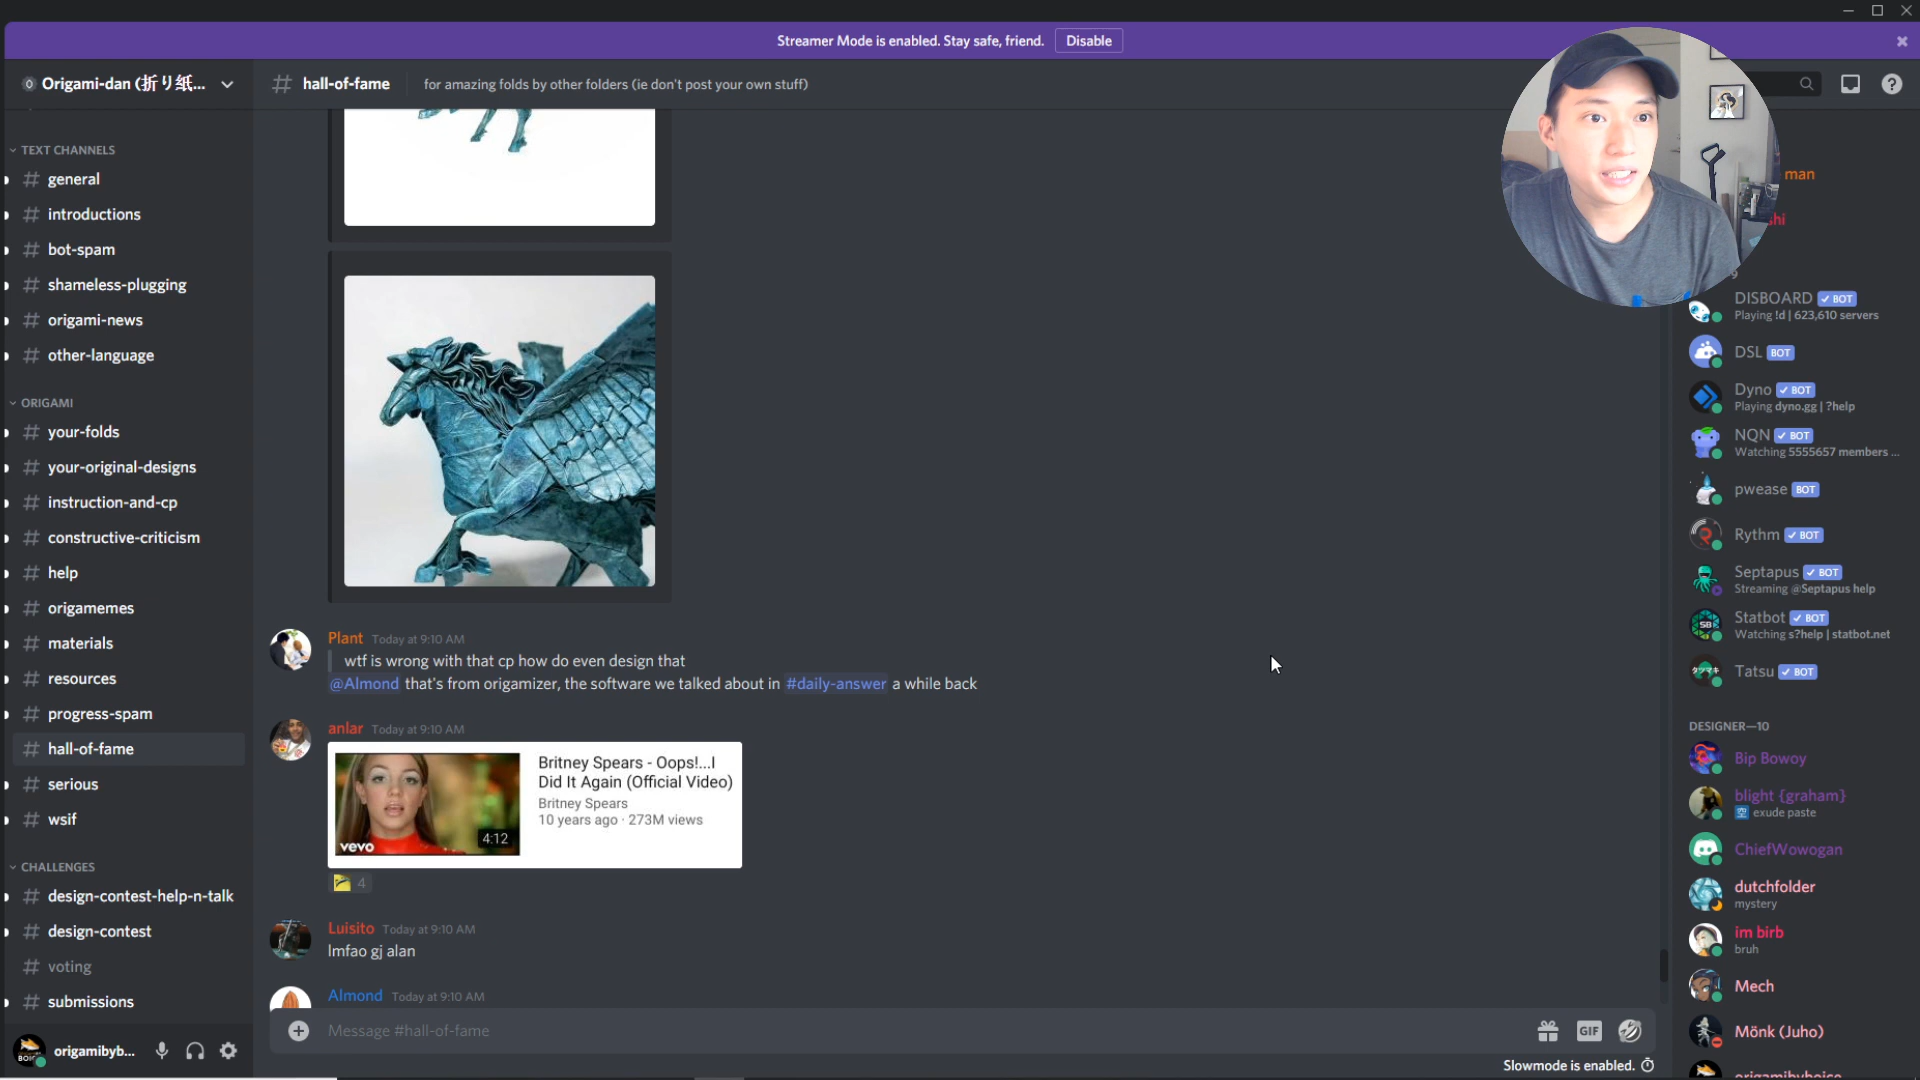 Streamer Mode is enabled. Stay safe, friend.
Disable
Origami-dan (折り紙...
hall-of-fame
for amazing folds by other folders (ie don't post your own stuff)
TEXT CHANNELS
general
introductions
bot-spam
shameless-plugging
origami-news
other-language
ORIGAMI
your-folds
your-original-designs
instruction-and-cp
constructive-criticism
help
origamemes
materials
resources
progress-spam
hall-of-fame
serious
wsif
CHALLENGES
design-contest-help-n-talk
design-contest
voting
submissions
origamibyb...
Plant Today at 9:10 AM
wtf is wrong with that cp how do even design that
@Almond that's from origamizer, the software we talked about in #daily-answer a while back
anlar Today at 9:10 AM
Britney Spears - Oops!...I
Did It Again (Official Video)
Britney Spears
10 years ago · 273M views
4:12
vevo
4
Luisito Today at 9:10 AM
lmfao gj alan
Almond Today at 9:10 AM
Message #hall-of-fame
GIF
Slowmode is enabled.
man
shi
DISBOARD BOT
Playing !d | 623,610 servers
DSL BOT
Dyno BOT
Playing dyno.gg | ?help
NQN BOT
Watching 5555657 members ...
pwease BOT
Rythm BOT
Septapus BOT
Streaming @Septapus help
Statbot BOT
Watching s?help | statbot.net
Tatsu BOT
DESIGNER—10
Bip Bowoy
blight {graham}
exude paste
ChiefWowogan
dutchfolder
mystery
im birb
bruh
Mech
Mönk (Juho)
origamibyboice